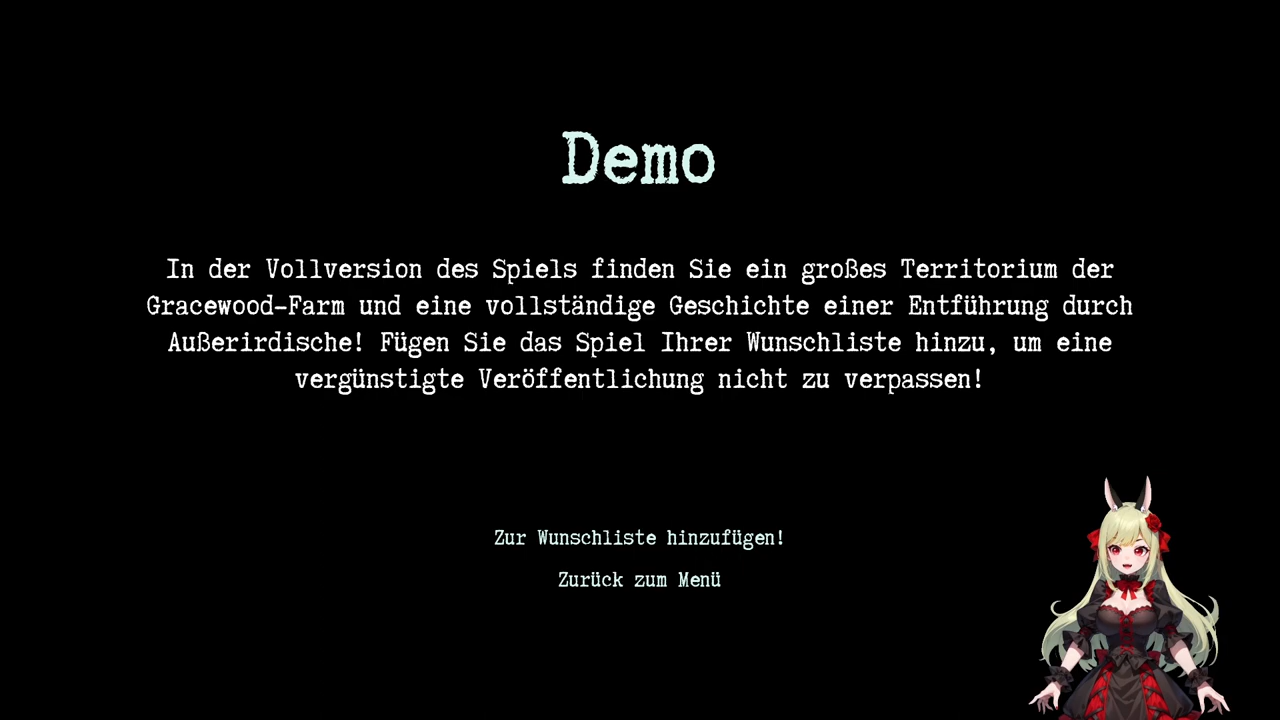 Demo
In der Vollversion des Spiels finden Sie ein großes Territorium der
Gracewood-Farm und eine vollständige Geschichte einer Entführung durch
Außerirdische! Fügen Sie das Spiel Ihrer Wunschliste hinzu, um eine
vergünstigte Veröffentlichung nicht zu verpassen!
Zur Wunschliste hinzufügen!
Zurück zum Menü